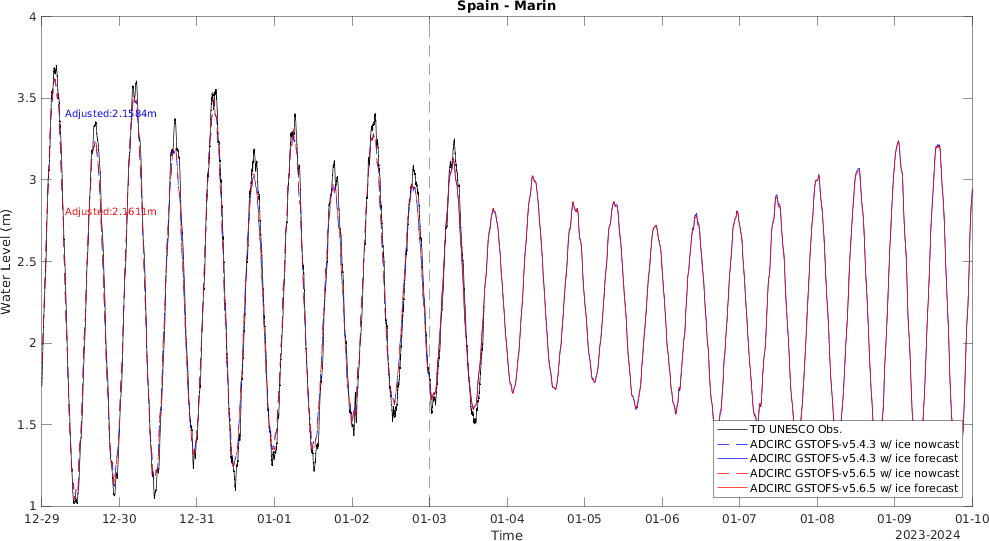 Spain - Marin
4
3.5
3
2.5
2
1.5
1
Water Level (m)
Adjusted:2.1584m
Adjusted:2.1611m
TD UNESCO Obs.
ADCIRC GSTOFS-v5.4.3 w/ ice nowcast
ADCIRC GSTOFS-v5.4.3 w/ ice forecast
ADCIRC GSTOFS-v5.6.5 w/ ice nowcast
ADCIRC GSTOFS-v5.6.5 w/ ice forecast
12-29 12-30 12-31 01-01 01-02 01-03 01-04 01-05 01-06 01-07 01-08 01-09 01-10
Time
2023-2024